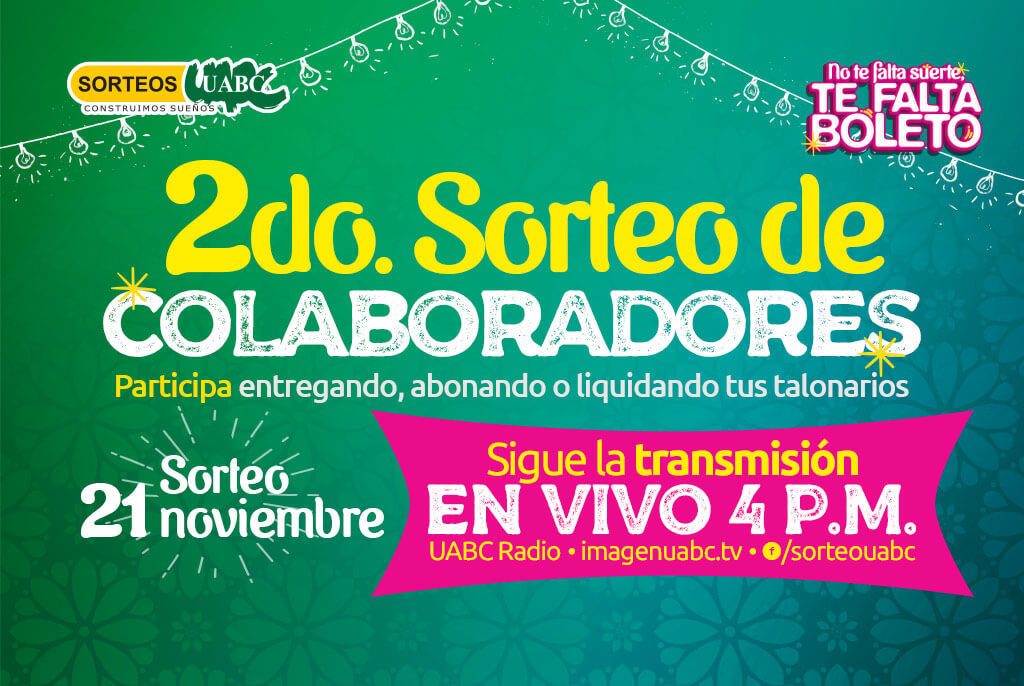 SORTEOS UABC
CONSTRUIMOS SUEÑOS
No te falta suerte,
TE FALTA
BOLETO
2do. Sorteo de
COLABORADORES
Participa entregando, abonando o liquidando tus talonarios
Sorteo
21 noviembre
Sigue la transmisión
EN VIVO 4 P.M.
UABC Radio • imagenuabc.tv • f/sorteouabc